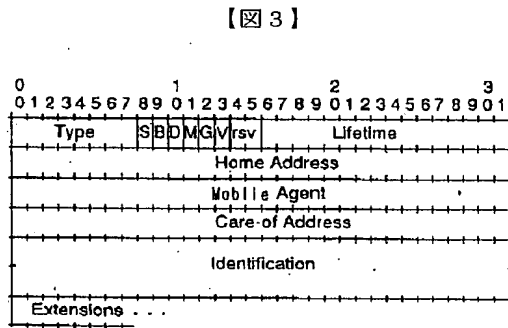 【図3】
0 1 2 3
0 1 2 3 4 5 6 7 8 9 0 1 2 3 4 5 6 7 8 9 0 1 2 3 4 5 6 7 8 9 0 1
Type S B D M G V rsv Lifetime
Home Address
Mobile Agent
Care-of Address
Identification
Extensions . . .